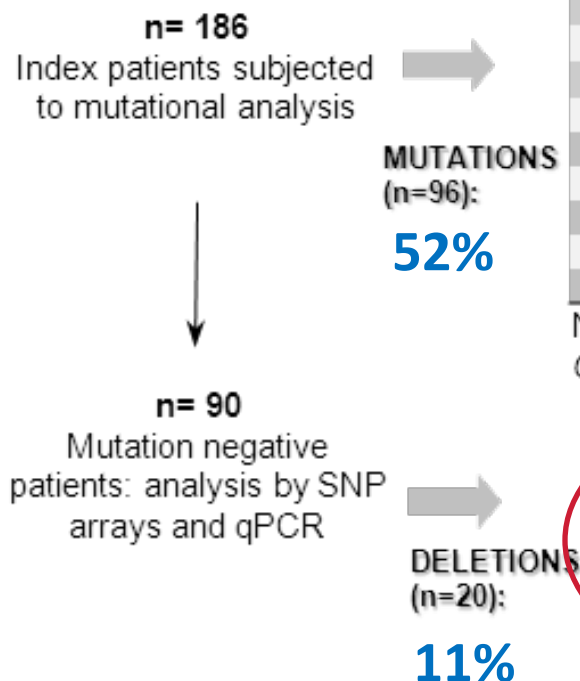 n= 186
Index patients subjected
to mutational analysis
MUTATIONS
(n=96):
52%
n= 90
Mutation negative
patients: analysis by SNP
arrays and qPCR
DELETIONS
(n=20):
11%